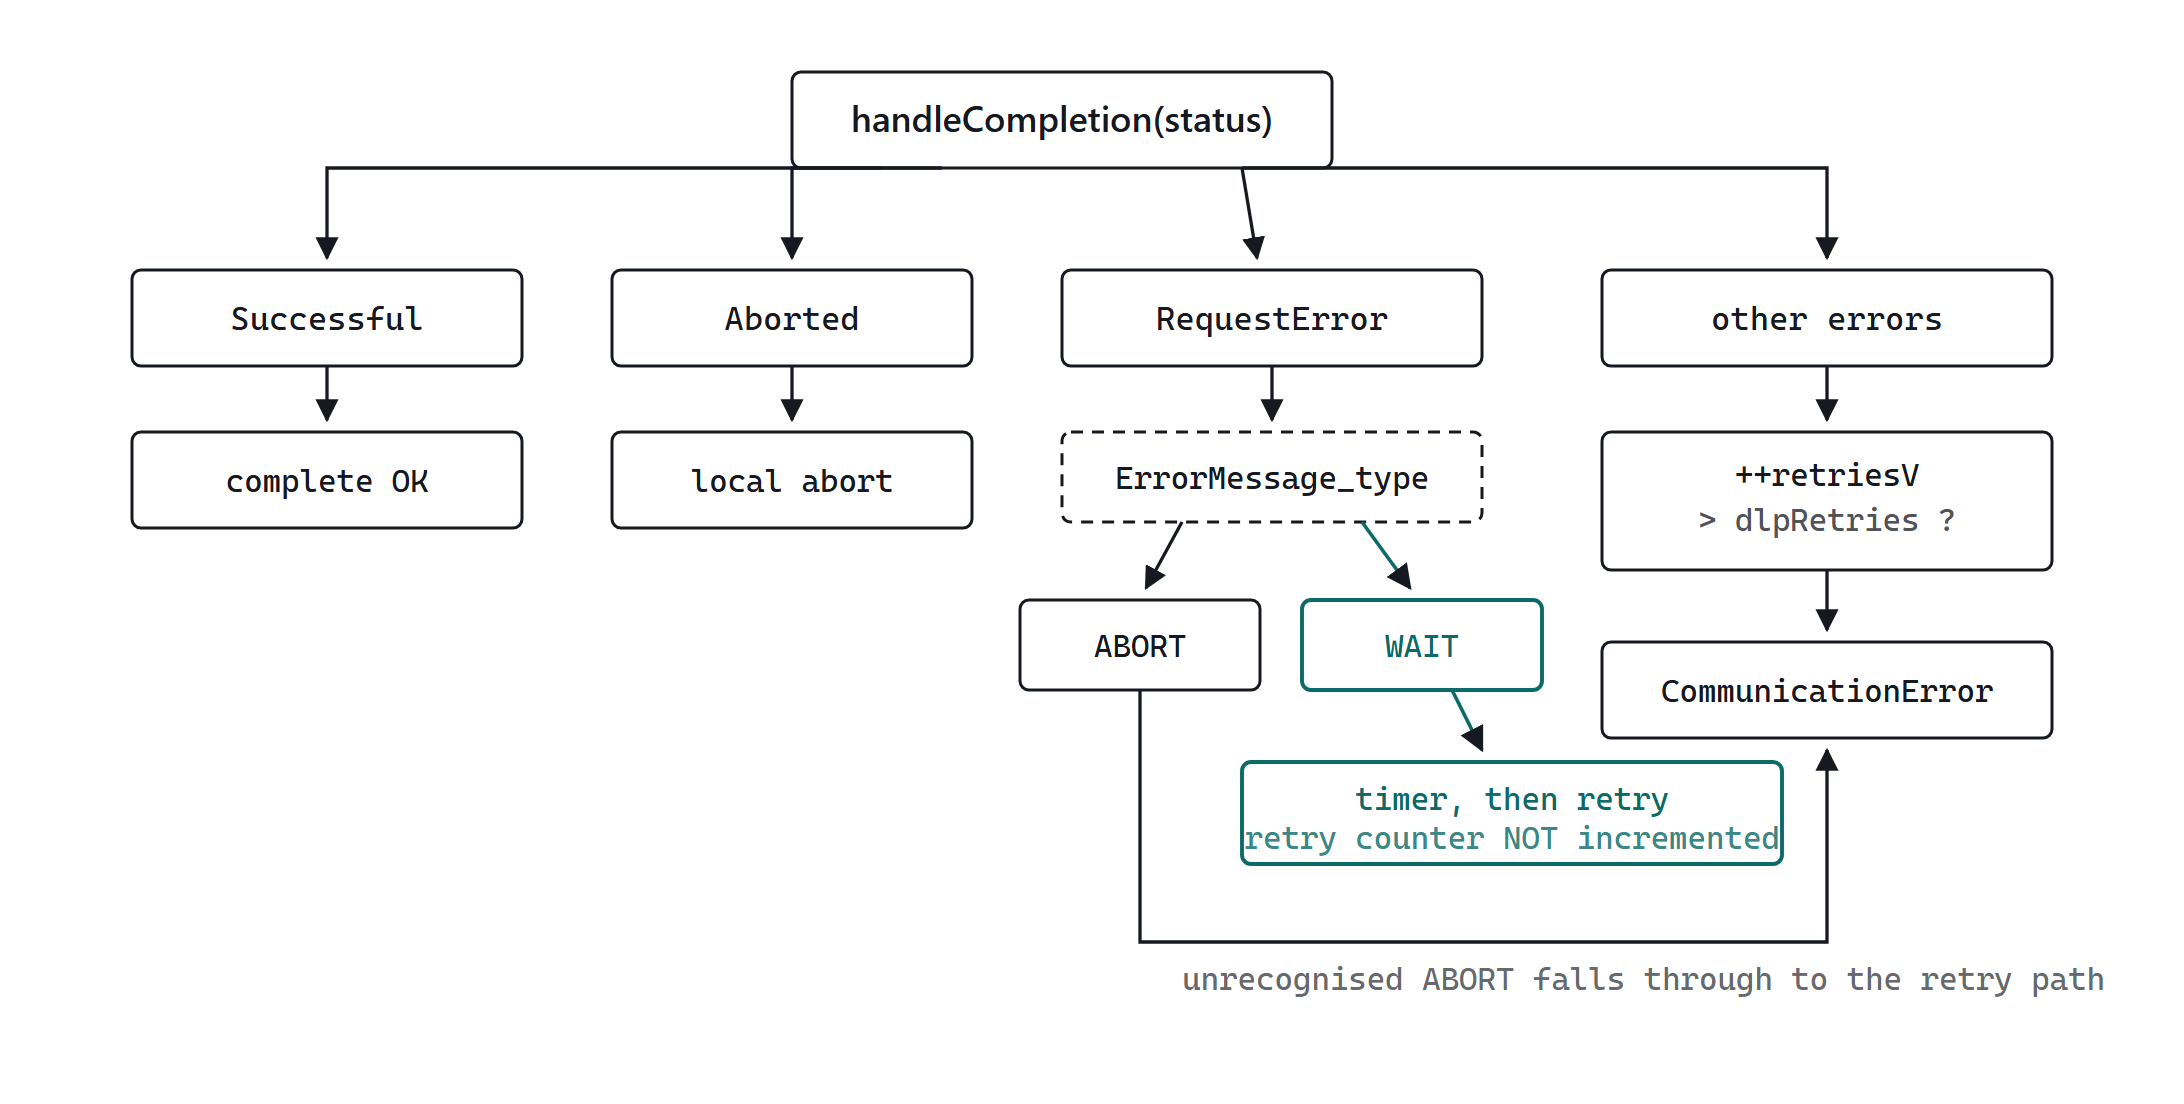 handleCompletion(status)
Successful
Aborted
RequestError
other errors
complete OK
local abort
ErrorMessage_type
++retriesV
> dlpRetries ?
ABORT
WAIT
CommunicationError
timer, then retry
retry counter NOT incremented
unrecognised ABORT falls through to the retry path